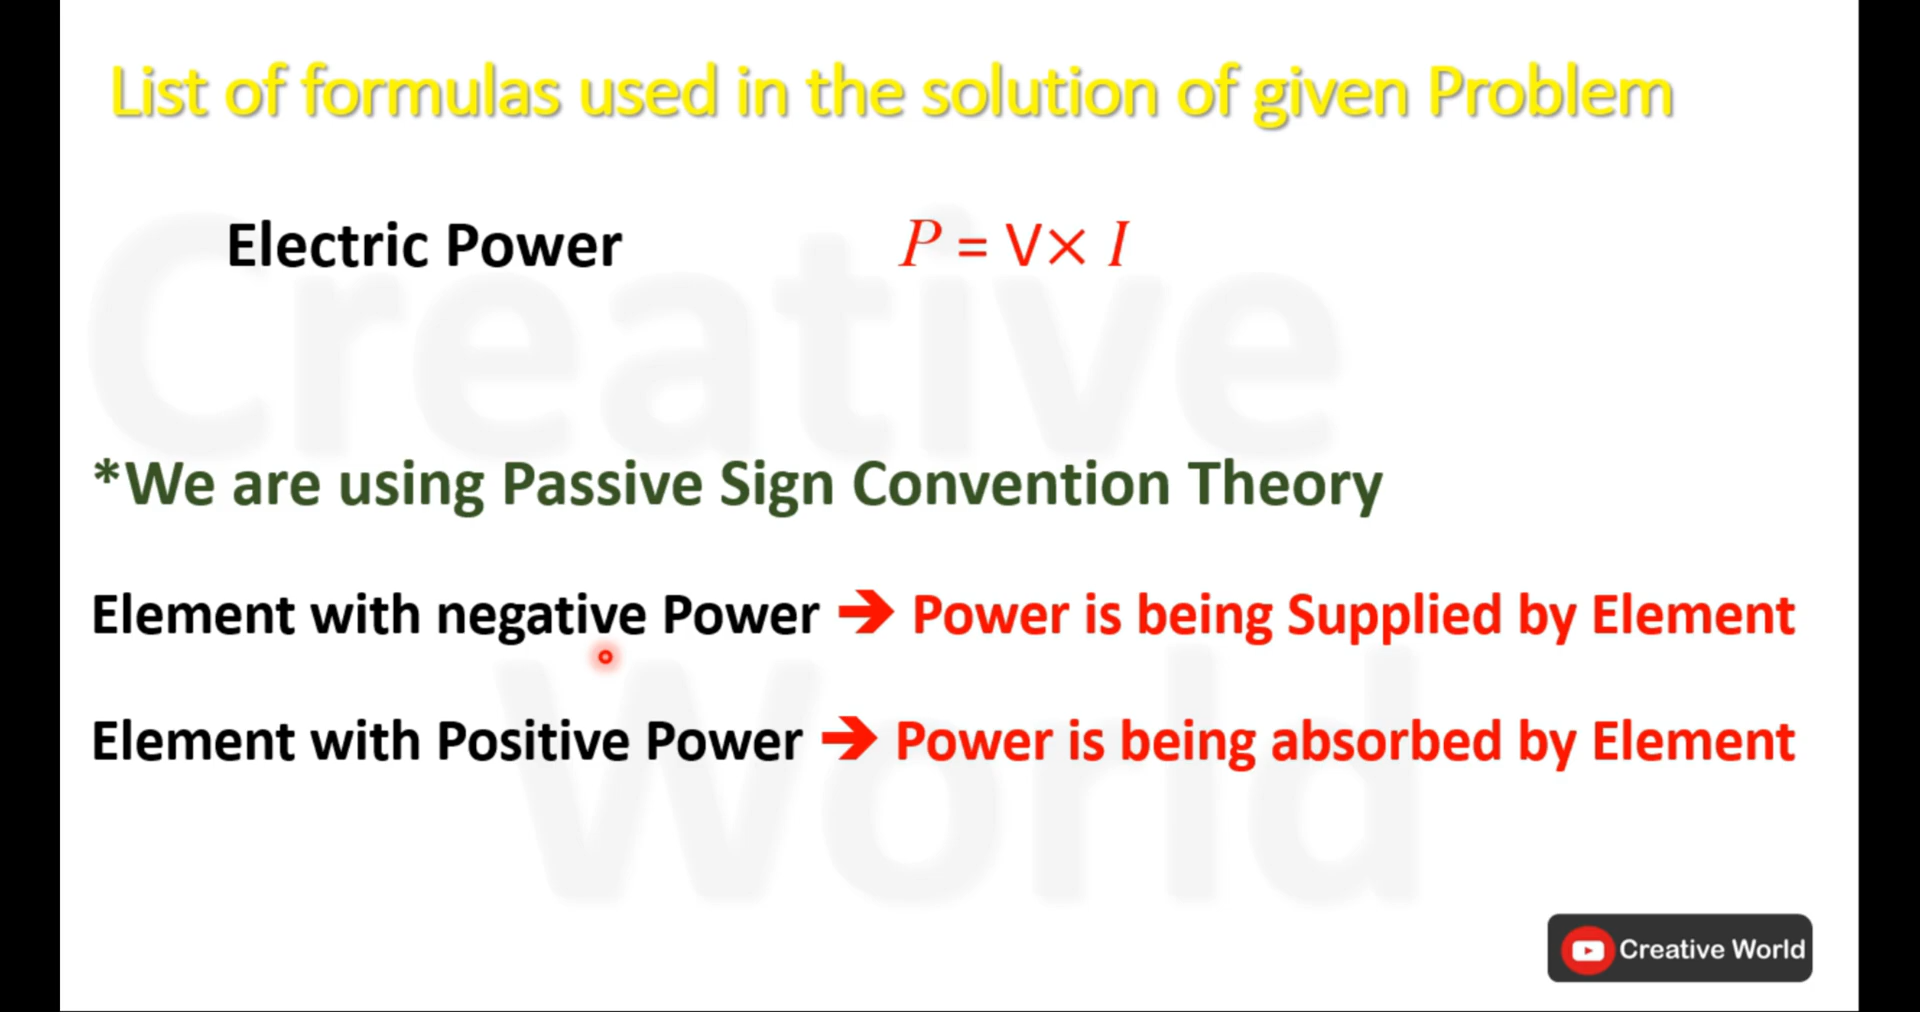 List of formulas used in the solution of given Problem
Electric Power P = V× I
*We are using Passive Sign Convention Theory
Element with negative Power ➔ Power is being Supplied by Element
Element with Positive Power ➔ Power is being absorbed by Element
Creative
World
Creative World